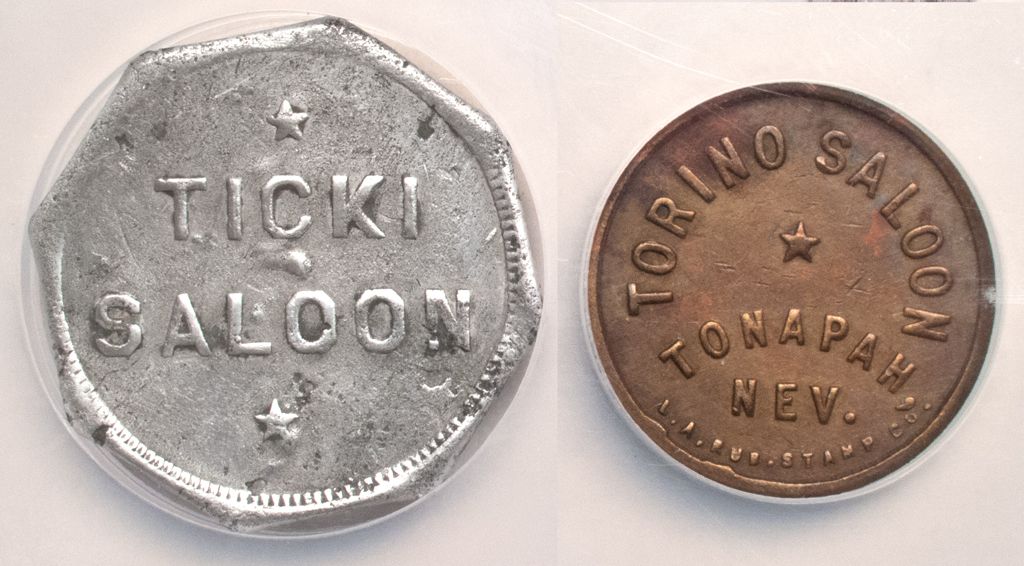 TICKI
SALOON
TORINO SALOON
TONAPAH
NEV.
L.A.RUB.STAMP CO.